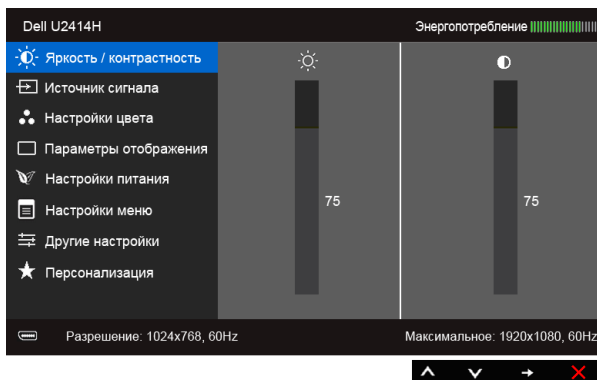 Dell U2414H
Энергопотребление
Яркость / контрастность
Источник сигнала
Настройки цвета
Параметры отображения
Настройки питания
Настройки меню
Другие настройки
Персонализация
75
75
Разрешение: 1024x768, 60Hz
Максимальное: 1920x1080, 60Hz